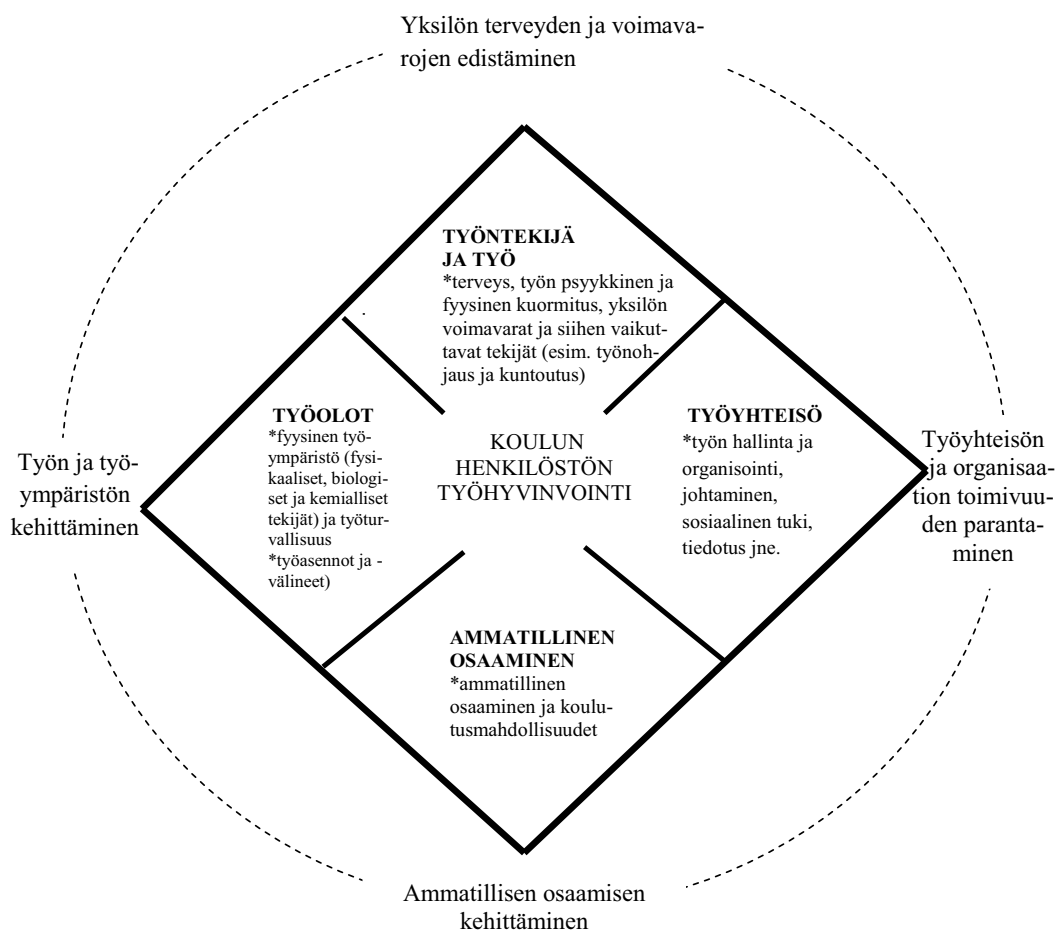 Yksilön terveyden ja voimava-
rojen edistäminen
TYÖNTEKIJÄ
JA TYÖ
*terveys, työn psyykkinen ja
fyysinen kuormitus, yksilön
voimavarat ja siihen vaikut-
tavat tekijät (esim. työnoh-
jaus ja kuntoutus)
TYÖOLOT
*fyysinen työ-
ympäristö (fysi-
kaaliset, biologi-
set ja kemialliset
tekijät) ja työtur-
vallisuus
*työasennot ja -
välineet)
KOULUN
HENKILÖSTÖN
TYÖHYVINVOINTI
TYÖYHTEISÖ
*työn hallinta ja
organisointi,
johtaminen,
sosiaalinen tuki,
tiedotus jne.
Työn ja työ-
ympäristön
kehittäminen
Työyhteisön
ja organisaa-
tion toimivuu-
den paranta-
minen
AMMATILLINEN
OSAAMINEN
*ammatillinen
osaaminen ja koulu-
tusmahdollisuudet
Ammatillisen osaamisen
kehittäminen